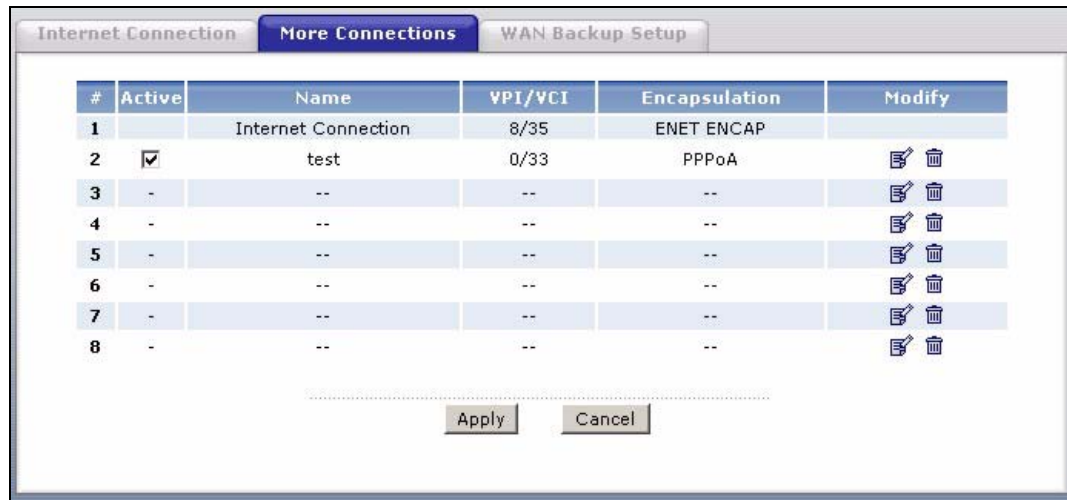 Internet Connection More Connections WAN Backup Setup
# Active Name VPI/VCI Encapsulation Modify
1 Internet Connection 8/35 ENET ENCAP
2 test 0/33 PPPoA
3 - -- -- --
4 - -- -- --
5 - -- -- --
6 - -- -- --
7 - -- -- --
8 - -- -- --
Apply Cancel